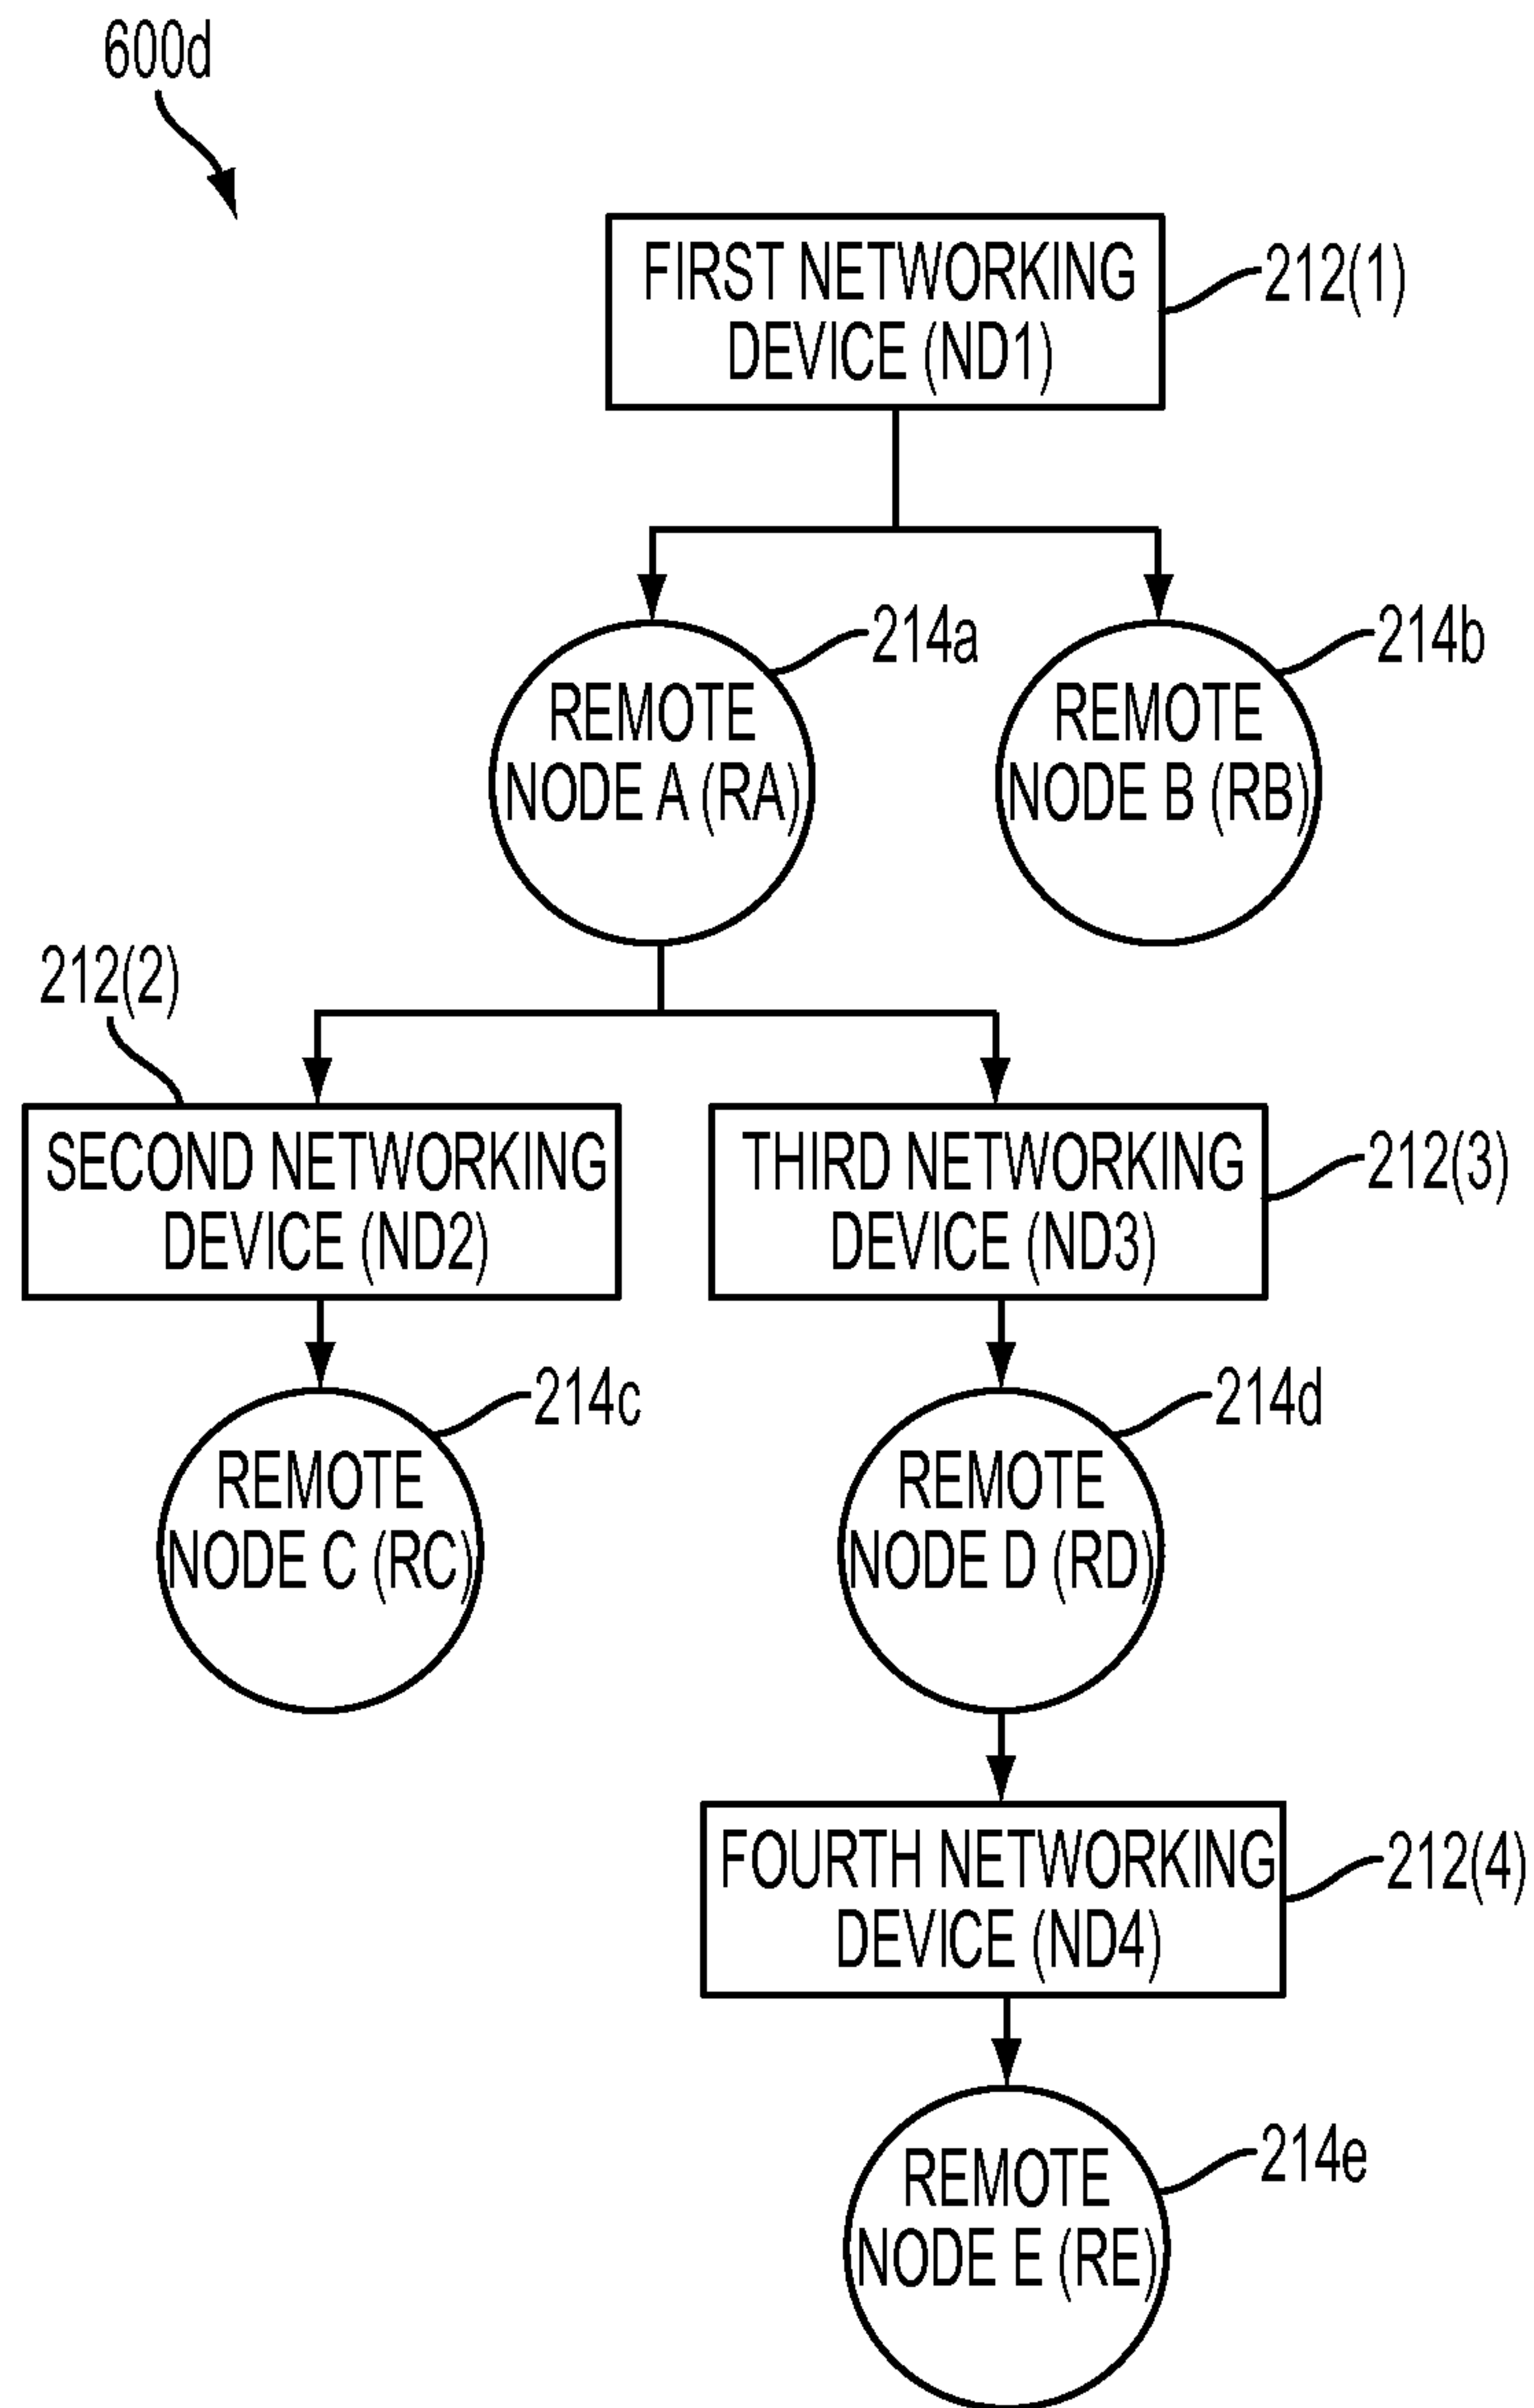 600d
FIRST NETWORKING
DEVICE (ND1)
212(1)
214a
214b
REMOTE
NODE A (RA)
REMOTE
NODE B (RB)
212(2)
SECOND NETWORKING
DEVICE (ND2)
THIRD NETWORKING
DEVICE (ND3)
212(3)
214c
214d
REMOTE
NODE C (RC)
REMOTE
NODE D (RD)
FOURTH NETWORKING
DEVICE (ND4)
212(4)
214e
REMOTE
NODE E (RE)